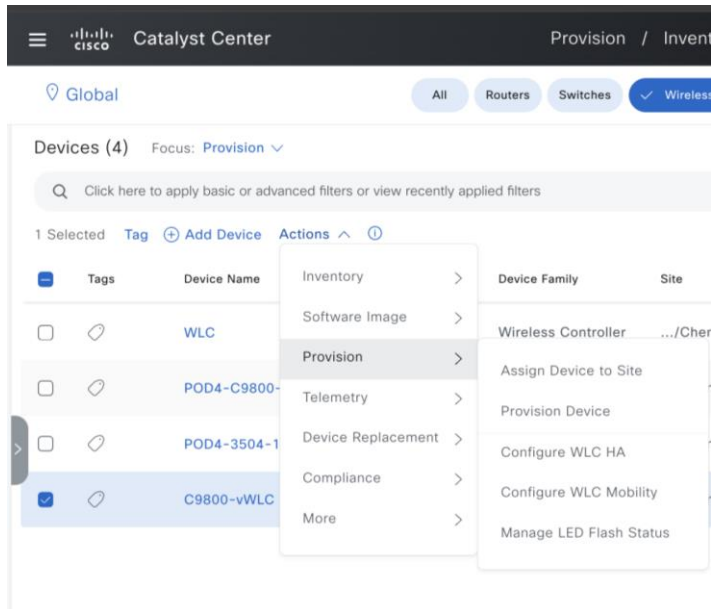 cisco Catalyst Center Provision / Invent
Global All Routers Switches Wireless
Devices (4) Focus: Provision
Click here to apply basic or advanced filters or view recently applied filters
1 Selected Tag Add Device Actions
Tags Device Name Device Family Site
Inventory
Software Image
Provision
Telemetry
Device Replacement
Compliance
More
WLC Wireless Controller .../Cher
POD4-C9800-
POD4-3504-1
C9800-vWLC
Assign Device to Site
Provision Device
Configure WLC HA
Configure WLC Mobility
Manage LED Flash Status